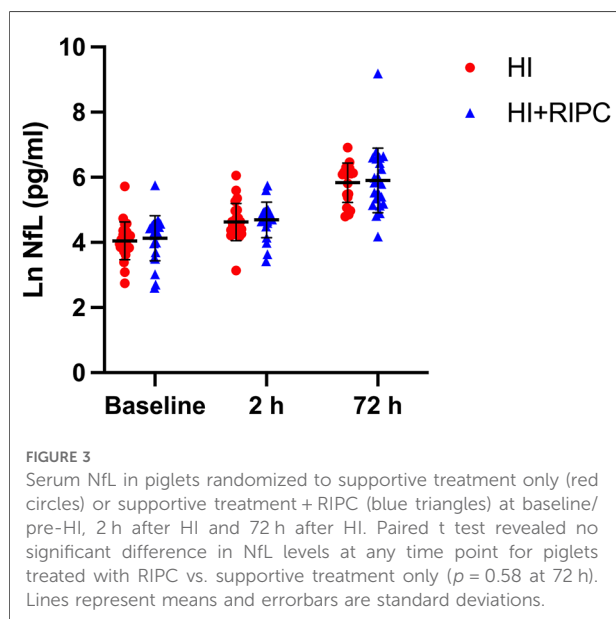 10
8
6
4
2
0
Ln NfL (pg/ml)
Baseline
2 h
72 h
HI
HI+RIPC
FIGURE 3
Serum NfL in piglets randomized to supportive treatment only (red
circles) or supportive treatment + RIPC (blue triangles) at baseline/
pre-HI, 2 h after HI and 72 h after HI. Paired t test revealed no
significant difference in NfL levels at any time point for piglets
treated with RIPC vs. supportive treatment only (p = 0.58 at 72 h).
Lines represent means and errorbars are standard deviations.